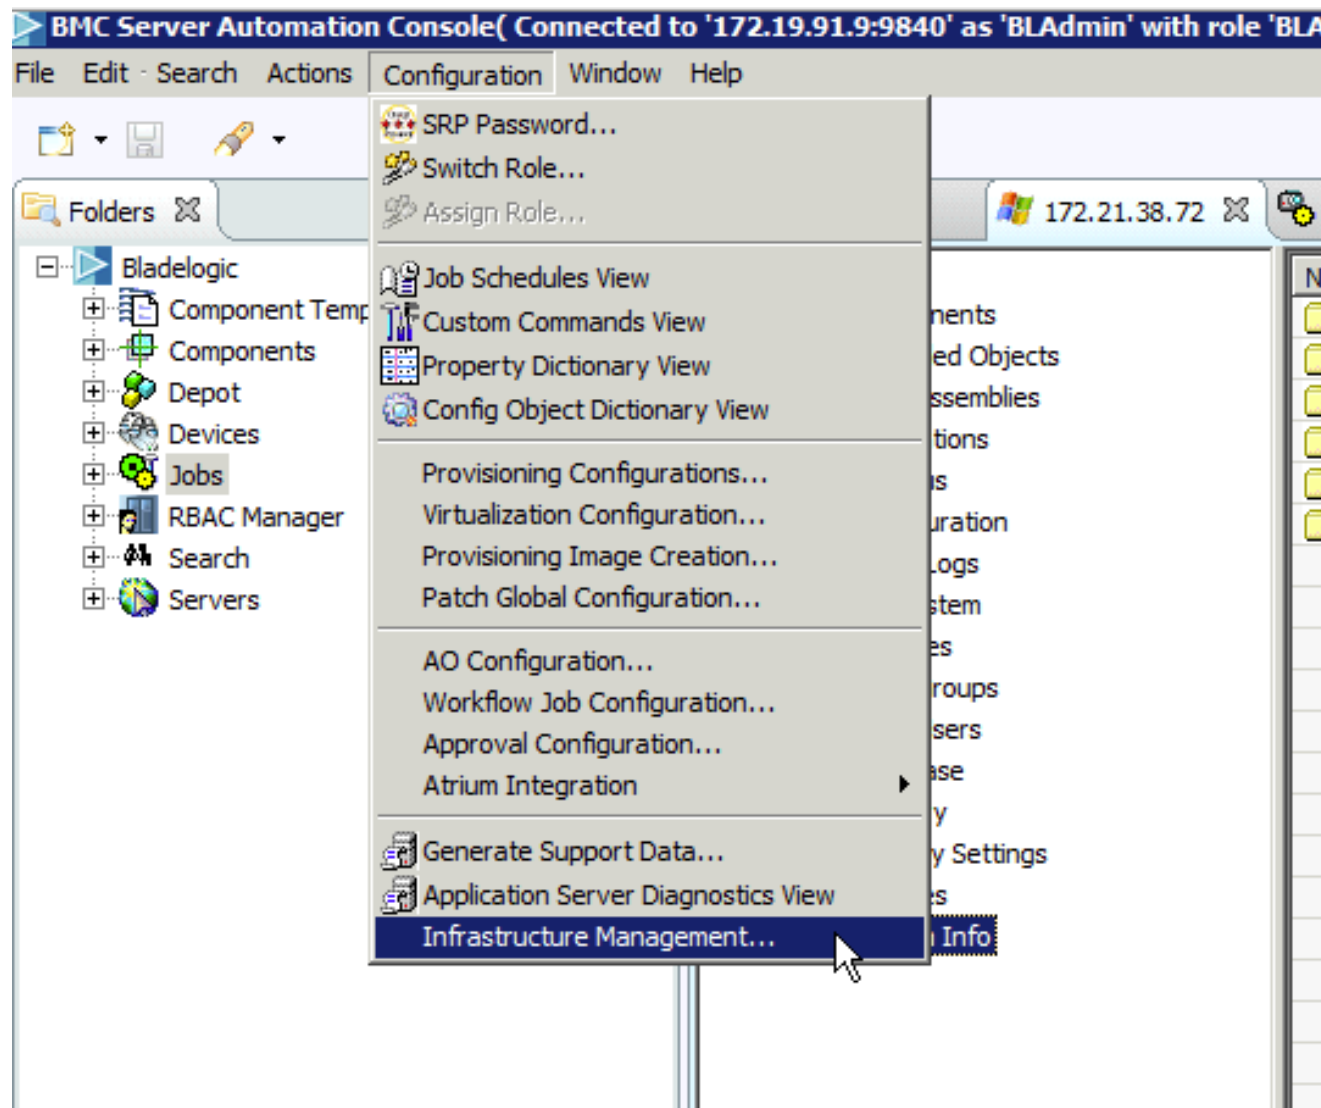 BMC Server Automation Console( Connected to '172.19.91.9:9840' as 'BLAdmin' with role 'BLA
File Edit Search Actions Configuration Window Help
SRP Password...
Switch Role...
Assign Role...
Folders
172.21.38.72
Bladelogic
Component Temp
Components
Depot
Devices
Jobs
RBAC Manager
Search
Servers
Job Schedules View
Custom Commands View
Property Dictionary View
Config Object Dictionary View
Provisioning Configurations...
Virtualization Configuration...
Provisioning Image Creation...
Patch Global Configuration...
AO Configuration...
Workflow Job Configuration...
Approval Configuration...
Atrium Integration
Generate Support Data...
Application Server Diagnostics View
Infrastructure Management...
nents
ed Objects
ssemblies
tions
us
uration
Logs
stem
es
roups
sers
ase
y
y Settings
es
Info
N